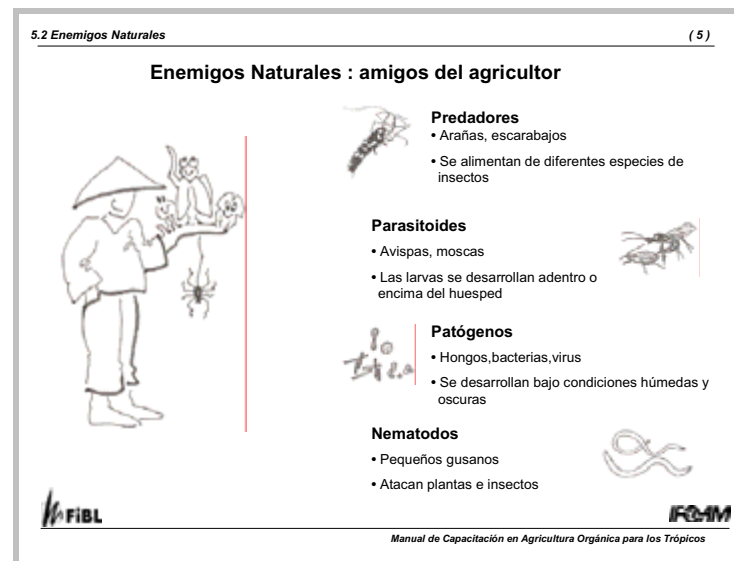 5.2 Enemigos Naturales ( 5 )
Enemigos Naturales : amigos del agricultor
Predadores
• Arañas, escarabajos
• Se alimentan de diferentes especies de
insectos
Parasitoides
• Avispas, moscas
• Las larvas se desarrollan adentro o
encima del huesped
Patógenos
• Hongos,bacterias,virus
• Se desarrollan bajo condiciones húmedas y
oscuras
Nematodos
• Pequeños gusanos
• Atacan plantas e insectos
FiBL
IFOAM
Manual de Capacitación en Agricultura Orgánica para los Trópicos